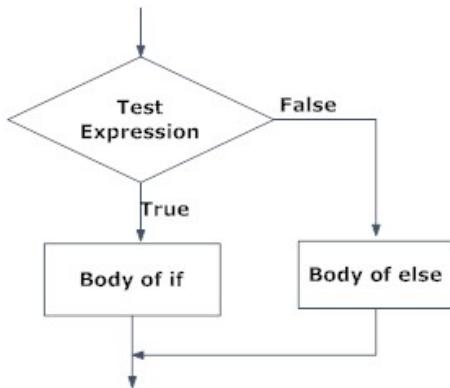 Test
Expression
False
True
Body of if
Body of else